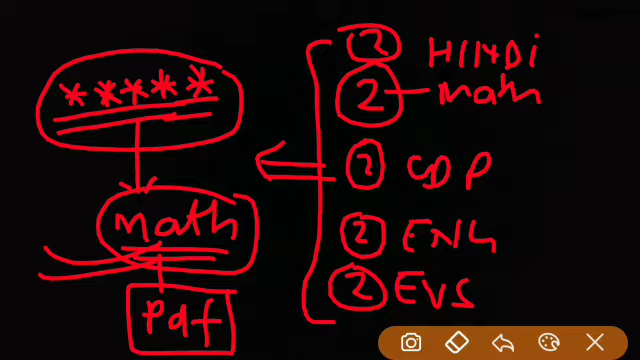 *****
math
pdf
2 HINDI
2 math
2 CDP
2 ENG
2 EVS